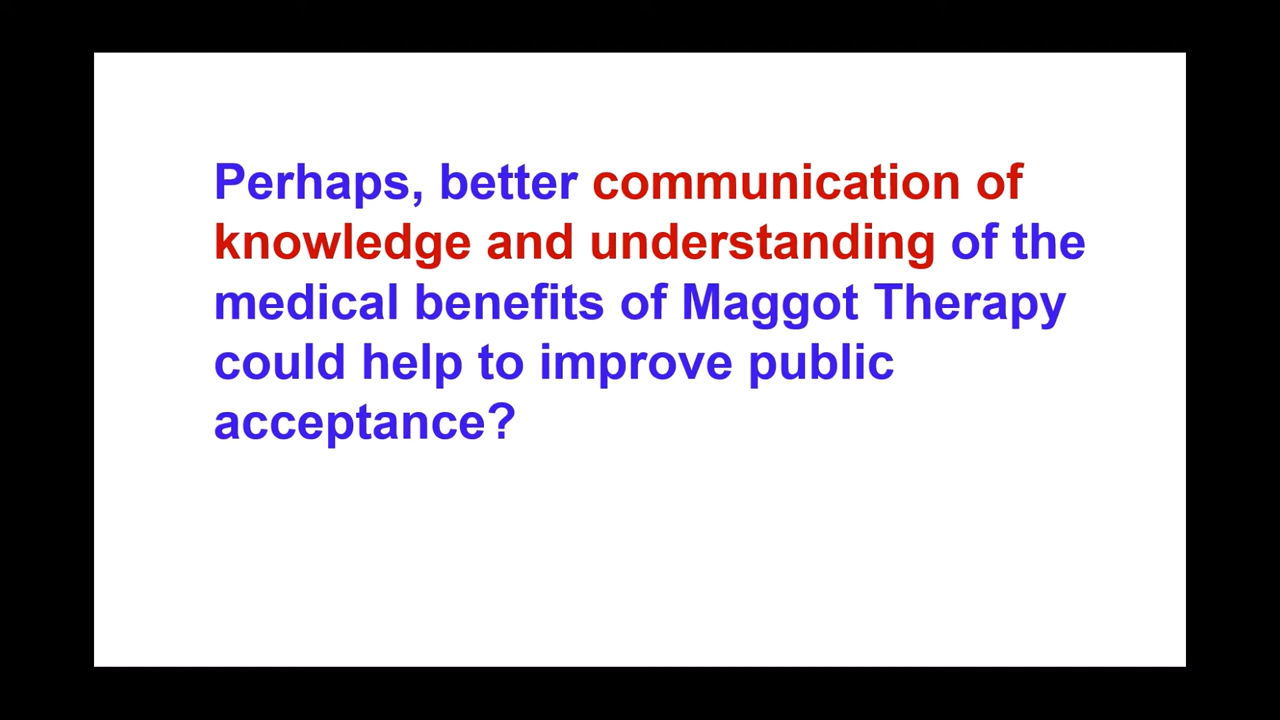 Perhaps, better communication of
knowledge and understanding of the
medical benefits of Maggot Therapy
could help to improve public
acceptance?